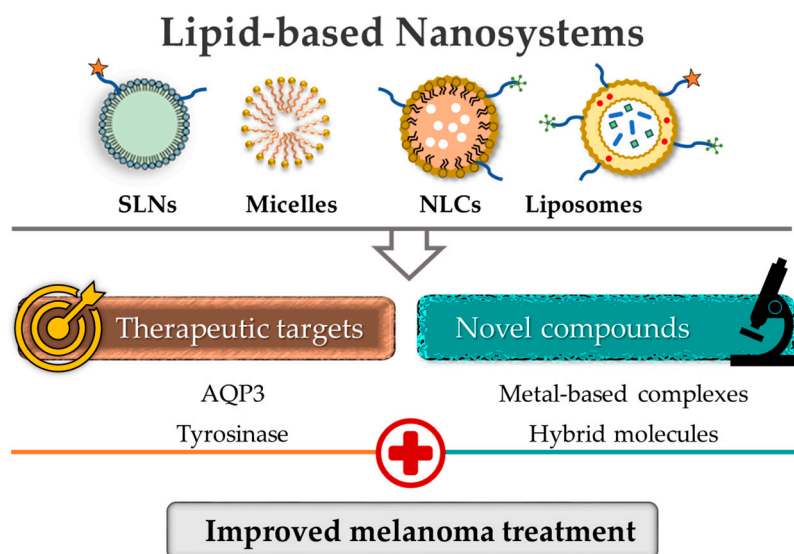 Lipid-based Nanosystems
SLNs Micelles NLCs Liposomes
Therapeutic targets Novel compounds
AQP3 Metal-based complexes
Tyrosinase Hybrid molecules
Improved melanoma treatment